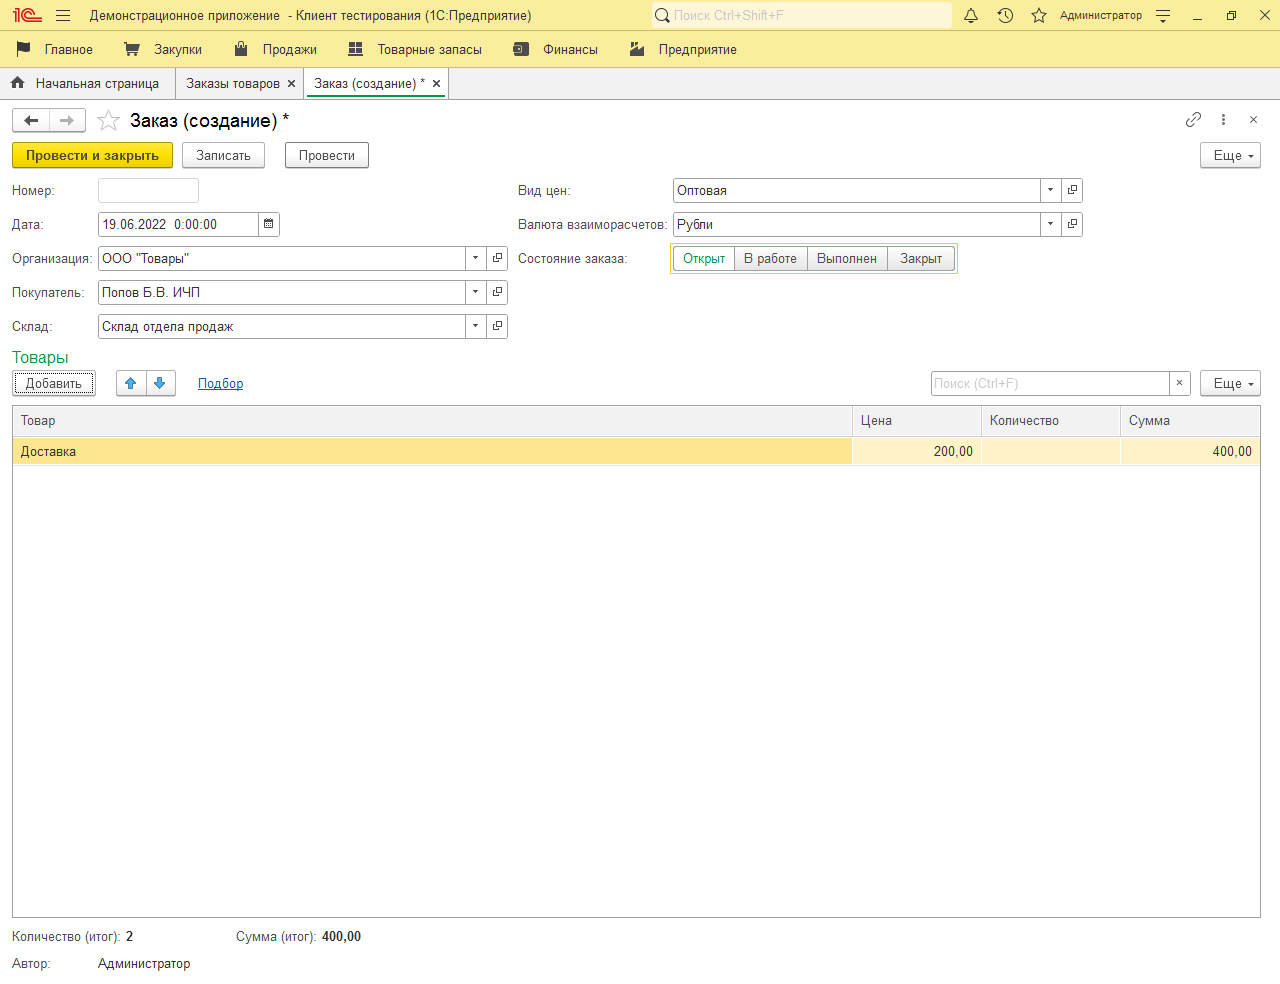 1С Демонстрационное приложение - Клиент тестирования (1С:Предприятие) Поиск Ctrl+Shift+F Администратор
Главное Закупки Продажи Товарные запасы Финансы Предприятие
Начальная страница Заказы товаров Заказ (создание) *
Заказ (создание) *
Провести и закрыть Записать Провести Еще
Номер: Вид цен: Оптовая
Дата: 19.06.2022 0:00:00 Валюта взаиморасчетов: Рубли
Организация: ООО "Товары" Состояние заказа: Открыт В работе Выполнен Закрыт
Покупатель: Попов Б.В. ИЧП
Склад: Склад отдела продаж
Товары
Добавить Подбор Поиск (Ctrl+F) Еще
Товар Цена Количество Сумма
Доставка 200,00 400,00
Количество (итог): 2 Сумма (итог): 400,00
Автор: Администратор